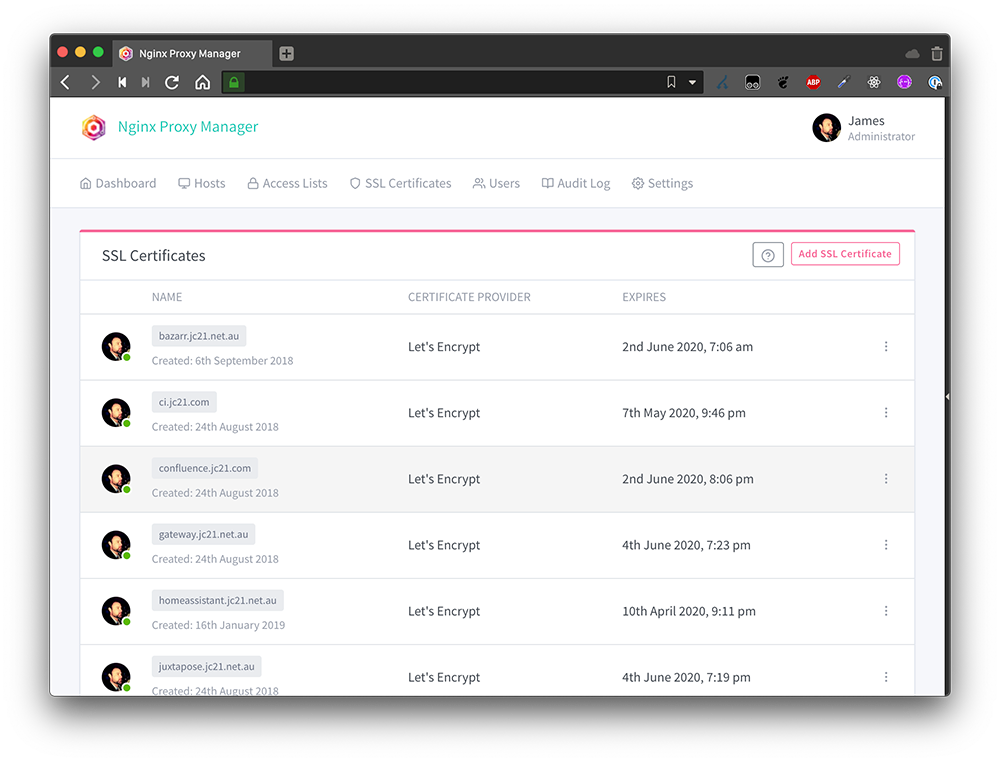 Nginx Proxy Manager
ABP
Nginx Proxy Manager
James
Administrator
Dashboard Hosts Access Lists SSL Certificates Users Audit Log Settings
SSL Certificates
Add SSL Certificate
NAME CERTIFICATE PROVIDER EXPIRES
bazarr.jc21.net.au
Created: 6th September 2018
Let's Encrypt
2nd June 2020, 7:06 am
ci.jc21.com
Created: 24th August 2018
Let's Encrypt
7th May 2020, 9:46 pm
confluence.jc21.com
Created: 24th August 2018
Let's Encrypt
2nd June 2020, 8:06 pm
gateway.jc21.net.au
Created: 24th August 2018
Let's Encrypt
4th June 2020, 7:23 pm
homeassistant.jc21.net.au
Created: 16th January 2019
Let's Encrypt
10th April 2020, 9:11 pm
juxtapose.jc21.net.au
Created: 24th August 2018
Let's Encrypt
4th June 2020, 7:19 pm